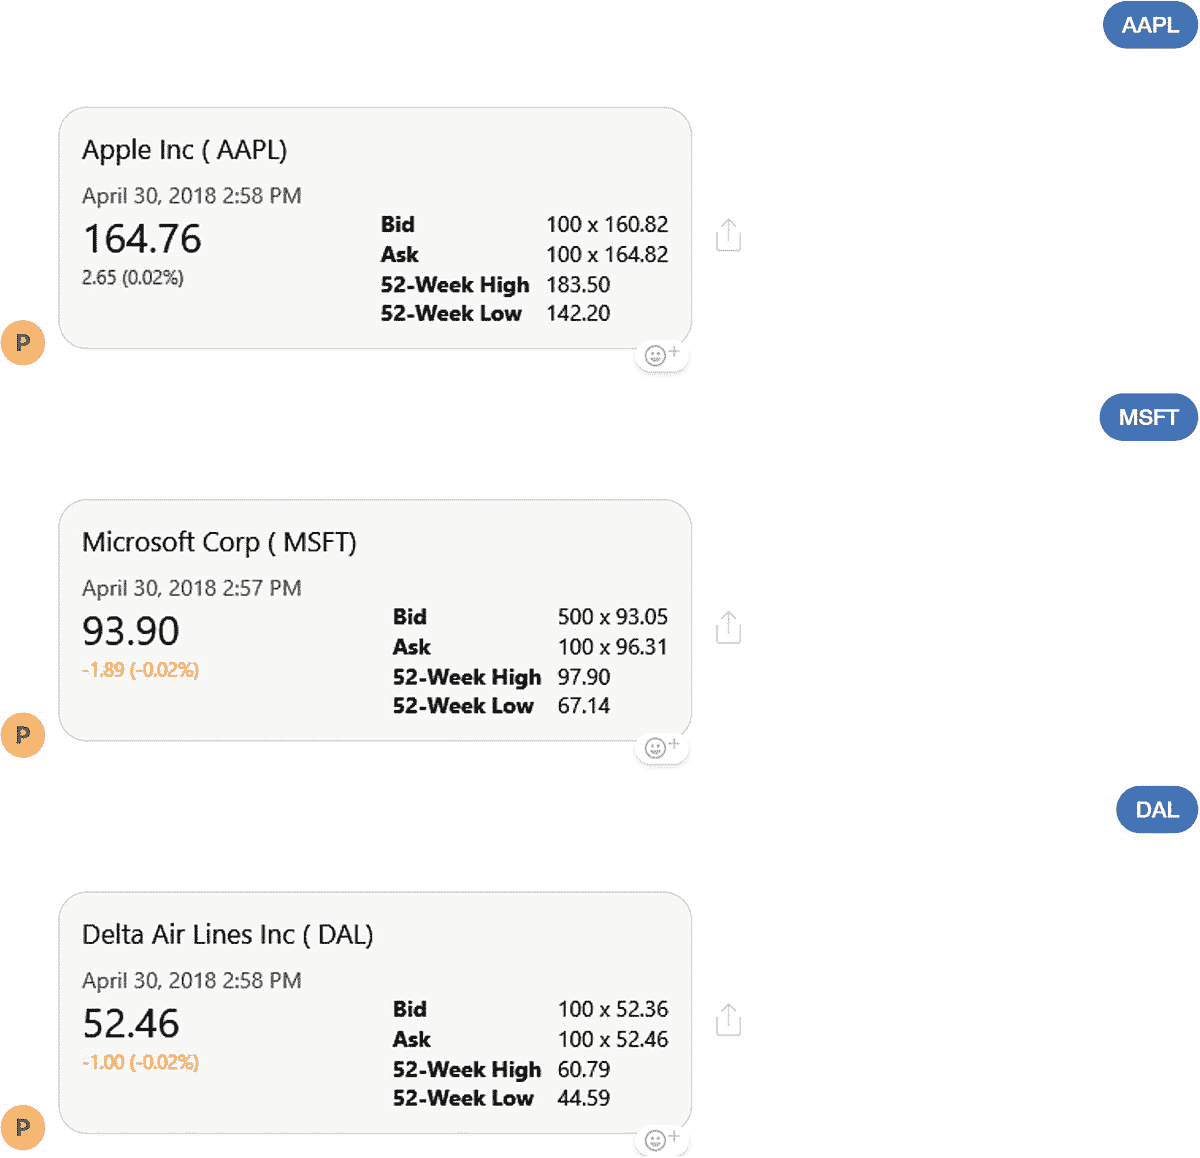 AAPL
Apple Inc ( AAPL)
April 30, 2018 2:58 PM
164.76
2.65 (0.02%)
Bid 100 x 160.82
Ask 100 x 164.82
52-Week High 183.50
52-Week Low 142.20
P
MSFT
Microsoft Corp ( MSFT)
April 30, 2018 2:57 PM
93.90
-1.89 (-0.02%)
Bid 500 x 93.05
Ask 100 x 96.31
52-Week High 97.90
52-Week Low 67.14
P
DAL
Delta Air Lines Inc ( DAL)
April 30, 2018 2:58 PM
52.46
-1.00 (-0.02%)
Bid 100 x 52.36
Ask 100 x 52.46
52-Week High 60.79
52-Week Low 44.59
P